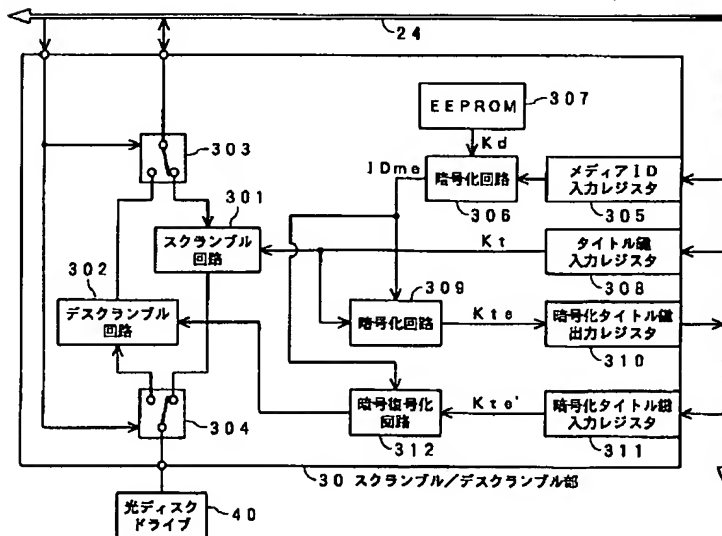 24
EEPROM
307
Kd
303
IDme
暗号化回路
306
メディアID
入力レジスタ
305
301
スクランブル
回路
Kt
タイトル鍵
入力レジスタ
308
302
デスクランブル
回路
309
暗号化回路
Kte
暗号化タイトル鍵
出力レジスタ
310
304
暗号復号化
回路
312
Kte'
暗号化タイトル鍵
入力レジスタ
311
30 スクランブル/デスクランブル部
光ディスク
ドライブ
40